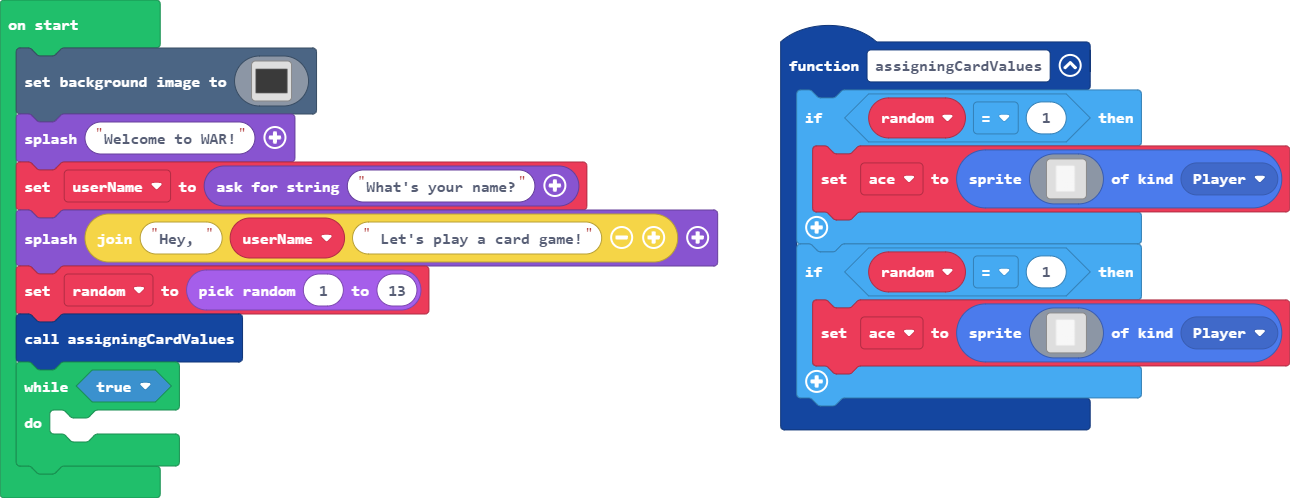 on start
set background image to
splash "Welcome to WAR!"
set userName to ask for string "What's your name?"
splash join "Hey, " userName " Let's play a card game!"
set random to pick random 1 to 13
call assigningCardValues
while true
do
function assigningCardValues
if random = 1 then
set ace to sprite of kind Player
if random = 1 then
set ace to sprite of kind Player